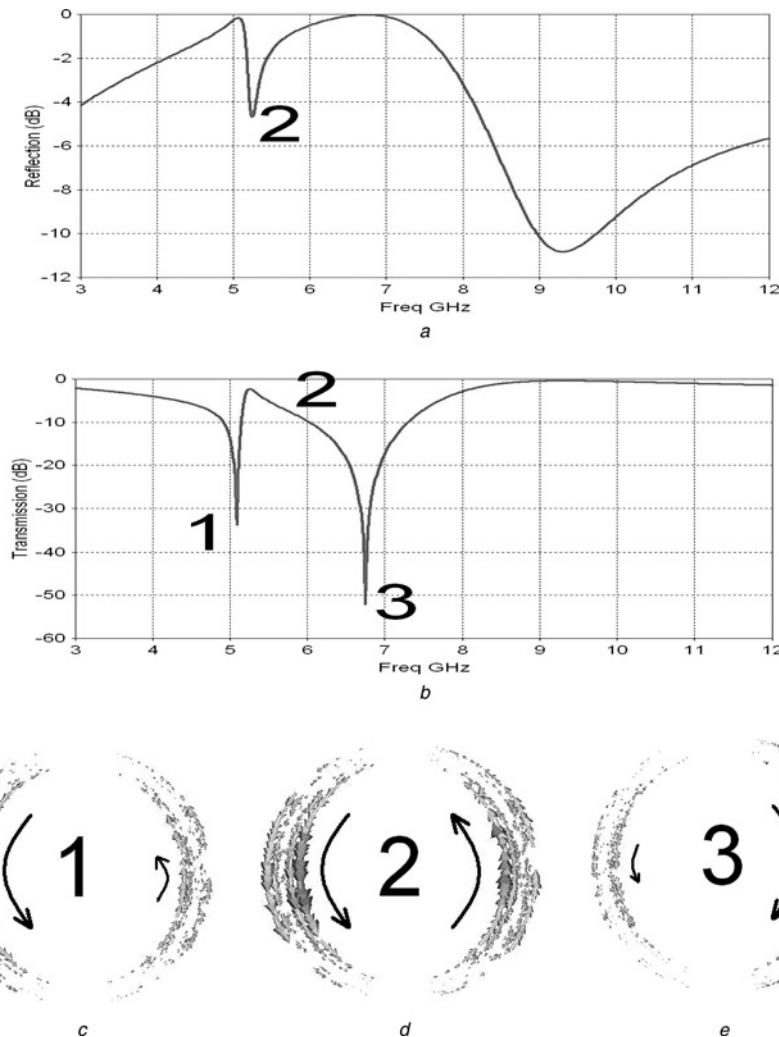 0
-2
-4
-6
-8
-10
-12
Reflection (dB)
2
3 4 5 6 7 8 9 10 11 12
Freq GHz
a
0
-10
-20
-30
-40
-50
-60
Transmission (dB)
2
1
3
3 4 5 6 7 8 9 10 11 12
Freq GHz
b
1 2 3
c d e